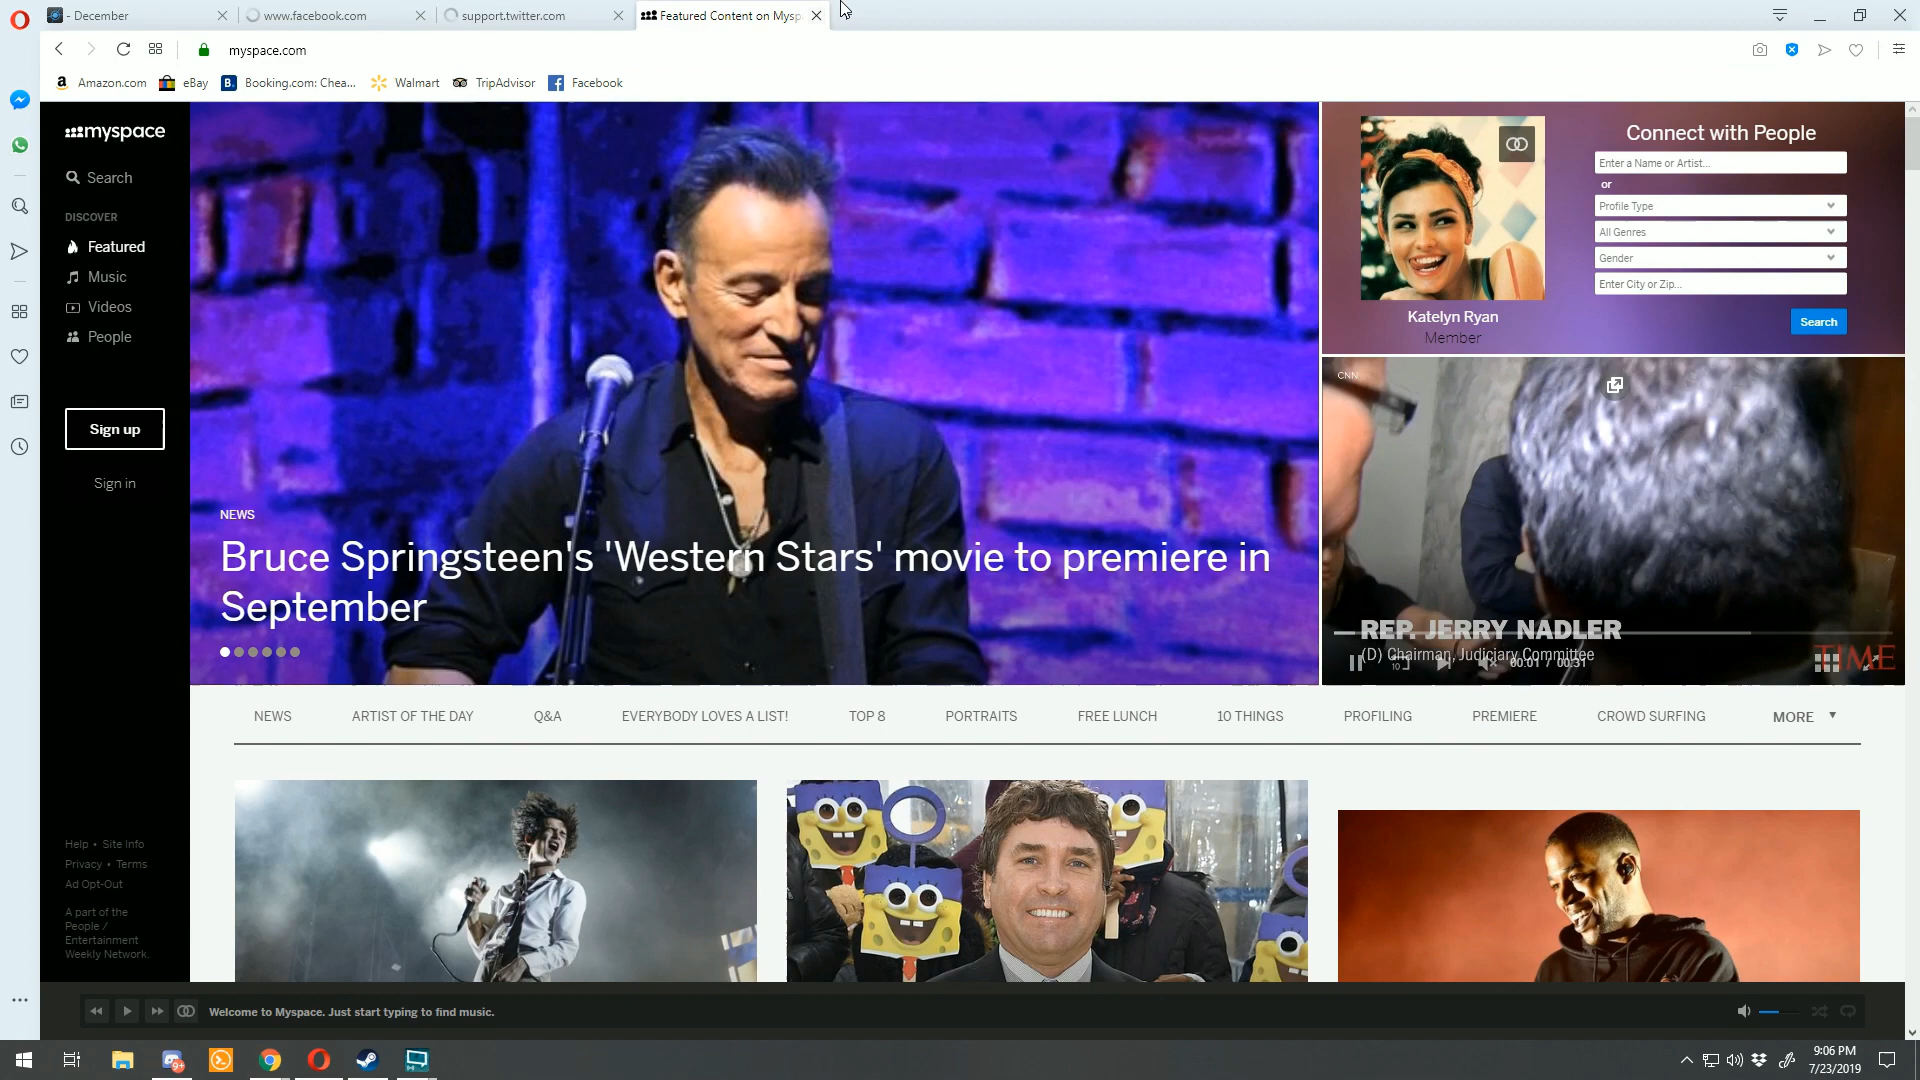 - December
www.facebook.com
support.twitter.com
Featured Content on Mysp
myspace.com
Amazon.com
eBay
Booking.com: Chea...
Walmart
TripAdvisor
Facebook
myspace
Search
DISCOVER
Featured
Music
Videos
People
Sign up
Sign in
Help • Site Info
Privacy • Terms
Ad Opt-Out
A part of the
People /
Entertainment
Weekly Network.
NEWS
Bruce Springsteen's 'Western Stars' movie to premiere in
September
Katelyn Ryan
Member
Connect with People
Enter a Name or Artist...
or
Profile Type
All Genres
Gender
Enter City or Zip...
Search
CNN
REP. JERRY NADLER
(D) Chairman, Judiciary Committee
10
00:01 / 00:31
TIME
NEWS
ARTIST OF THE DAY
Q&A
EVERYBODY LOVES A LIST!
TOP 8
PORTRAITS
FREE LUNCH
10 THINGS
PROFILING
PREMIERE
CROWD SURFING
MORE
Welcome to Myspace. Just start typing to find music.
9+
9:06 PM
7/23/2019